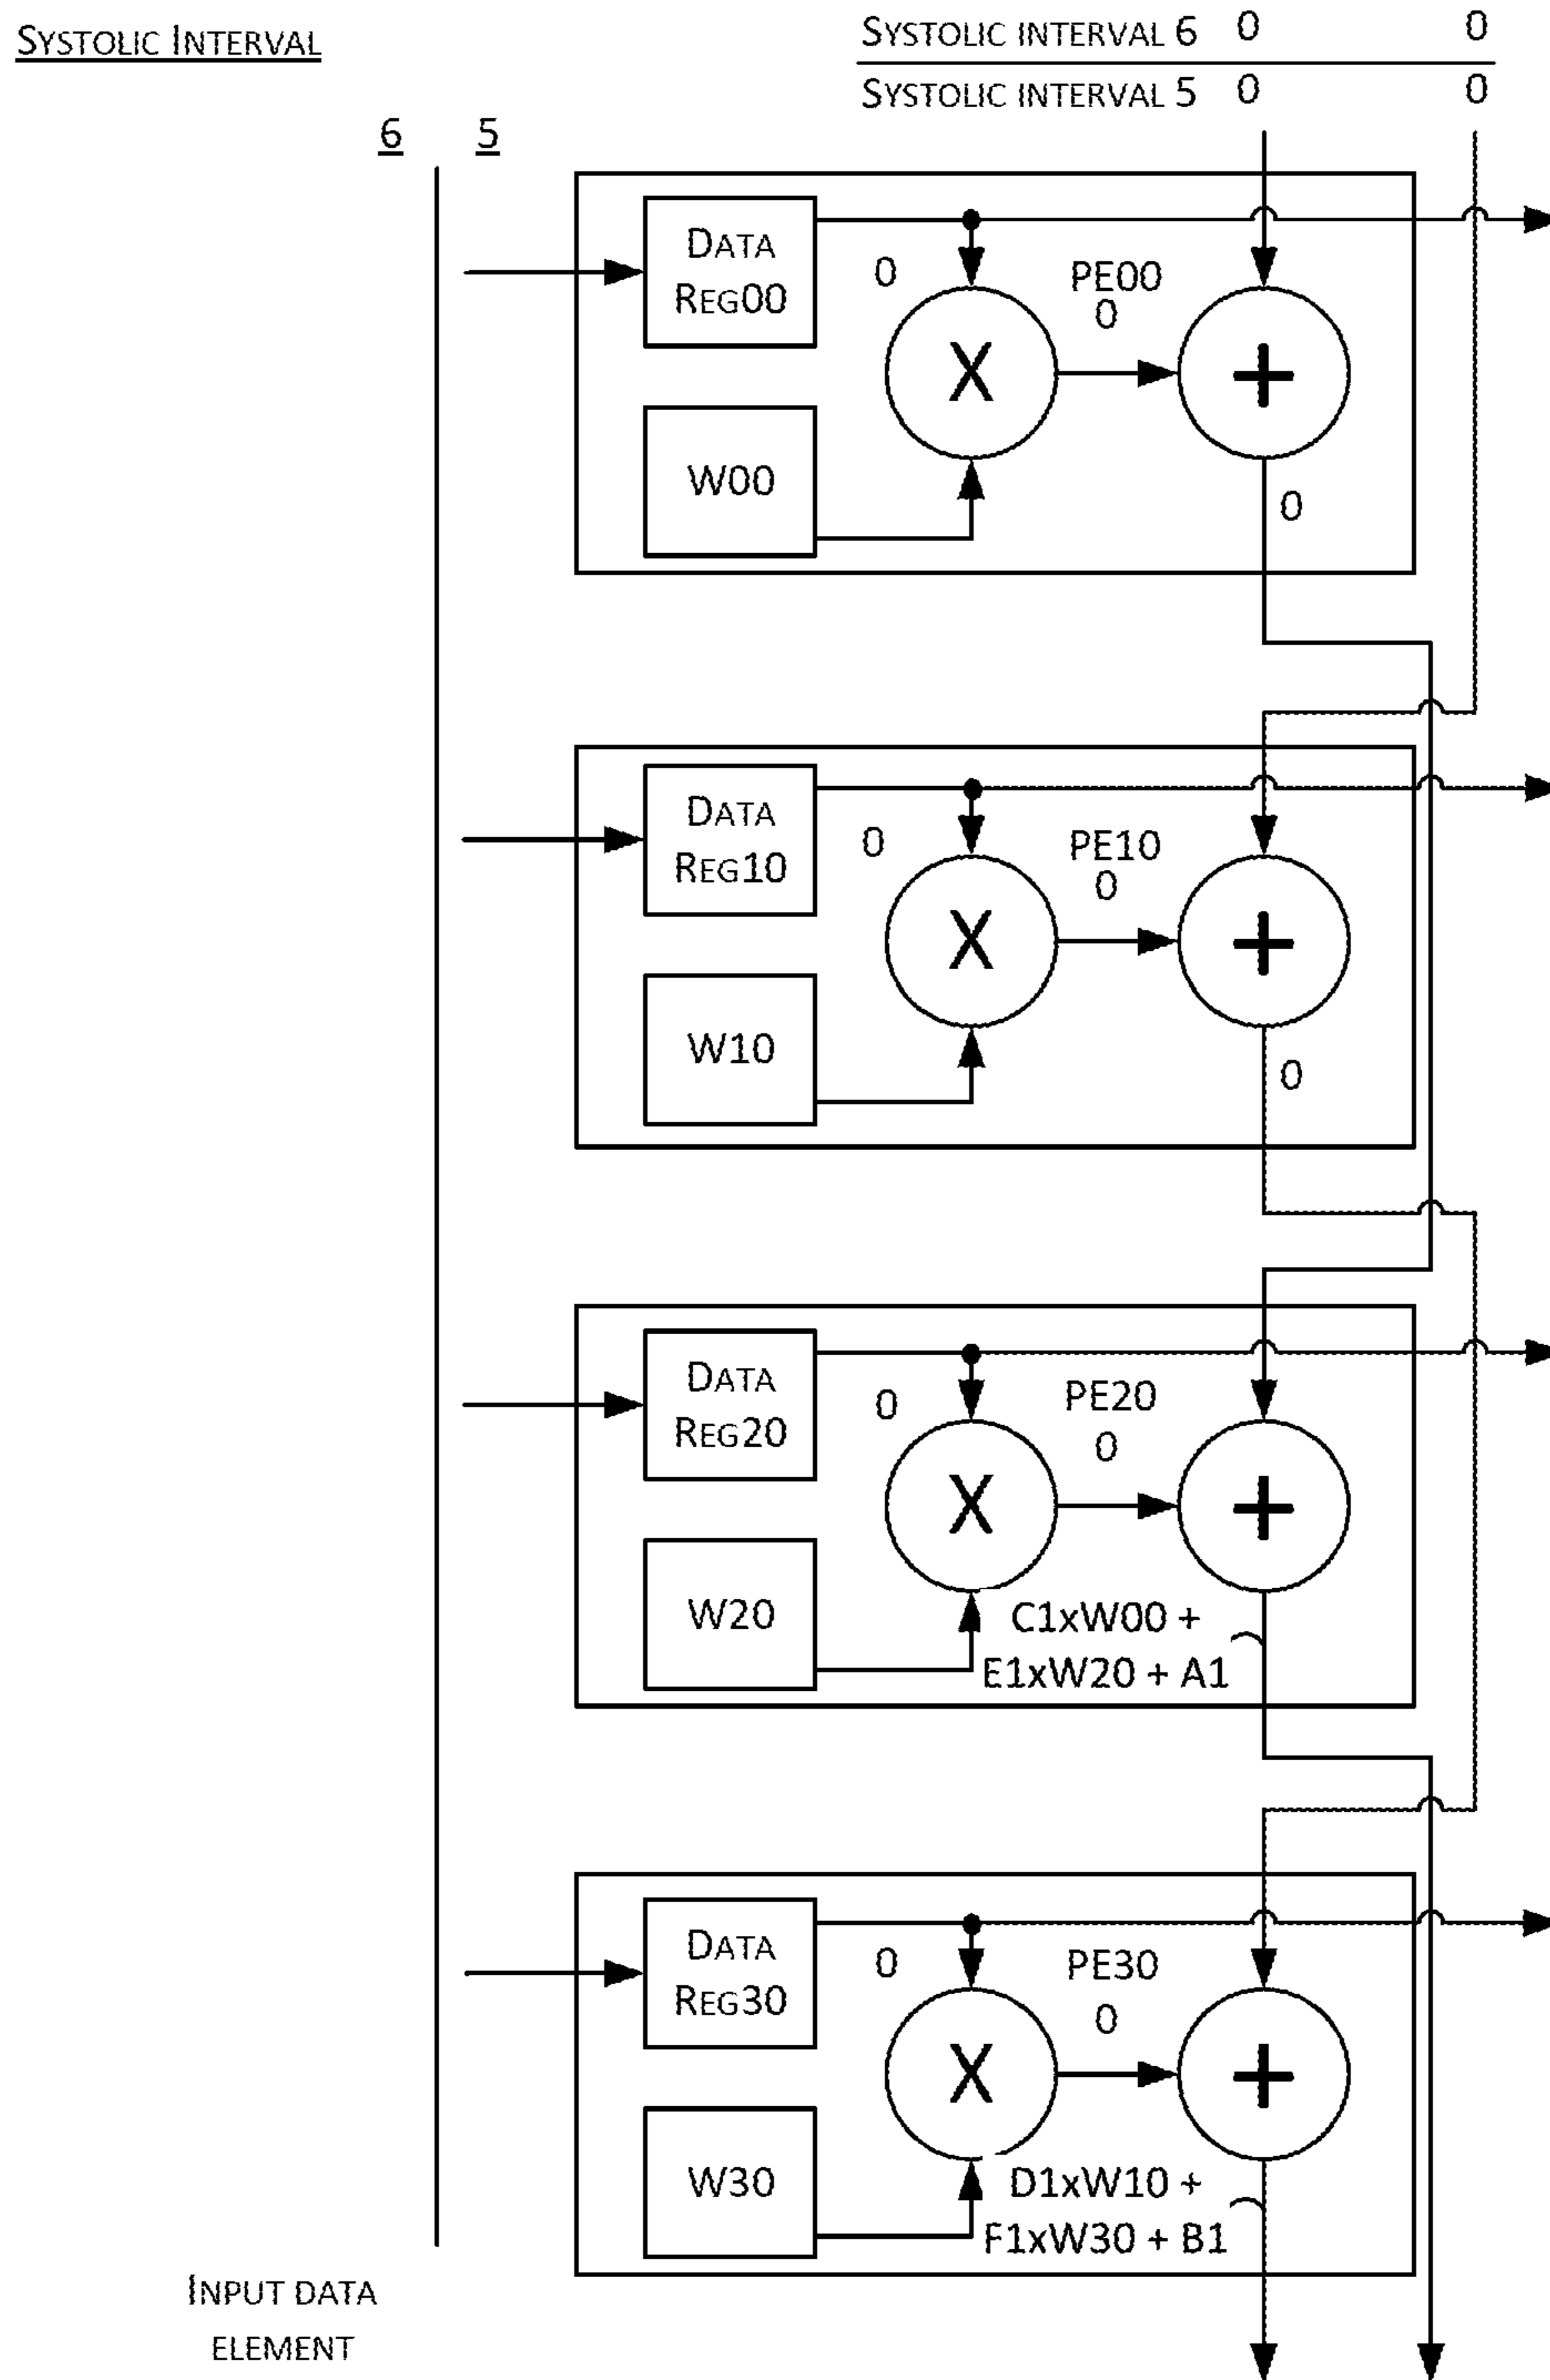 SYSTOLIC INTERVAL
SYSTOLIC INTERVAL 6 0 0
SYSTOLIC INTERVAL 5 0 0
6 5
DATA
REG00
0
PE00
0
X
+
W00
0
DATA
REG10
0
PE10
0
X
+
W10
0
DATA
REG20
0
PE20
0
X
+
W20
C1xW00 +
E1xW20 + A1
DATA
REG30
0
PE30
0
X
+
W30
D1xW10 +
F1xW30 + B1
INPUT DATA
ELEMENT